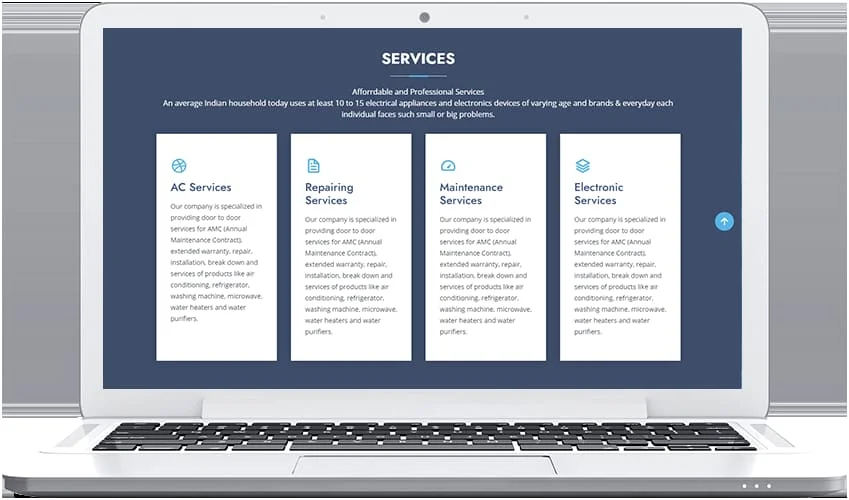 SERVICES
Afforrdable and Professional Services
An average Indian household today uses at least 10 to 15 electrical appliances and electronics devices of varying age and brands & everyday each
individual faces such small or big problems.
AC Services
Our company is specialized in
providing door to door
services for AMC (Annual
Maintenance Contract),
extended warranty, repair,
installation, break down and
services of products like air
conditioning, refrigerator,
washing machine, microwave,
water heaters and water
purifiers.
Repairing
Services
Our company is specialized in
providing door to door
services for AMC (Annual
Maintenance Contract),
extended warranty, repair,
installation, break down and
services of products like air
conditioning, refrigerator,
washing machine, microwave,
water heaters and water
purifiers.
Maintenance
Services
Our company is specialized in
providing door to door
services for AMC (Annual
Maintenance Contract),
extended warranty, repair,
installation, break down and
services of products like air
conditioning, refrigerator,
washing machine, microwave,
water heaters and water
purifiers.
Electronic
Services
Our company is specialized in
providing door to door
services for AMC (Annual
Maintenance Contract),
extended warranty, repair,
installation, break down and
services of products like air
conditioning, refrigerator,
washing machine, microwave,
water heaters and water
purifiers.